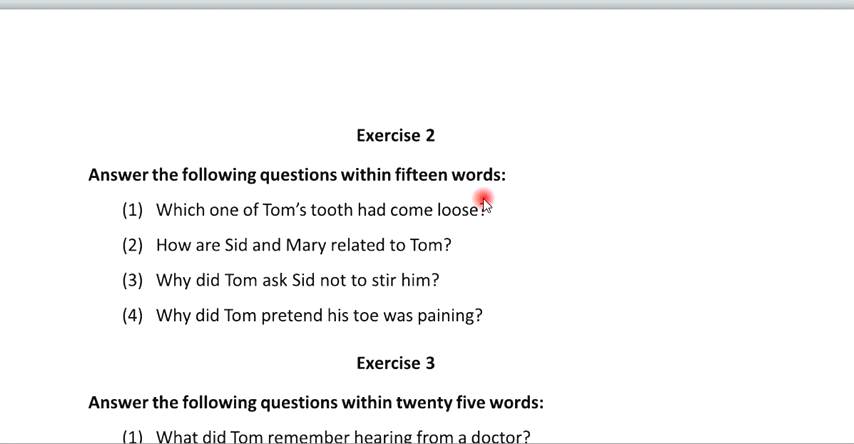 Exercise 2
Answer the following questions within fifteen words:
(1) Which one of Tom's tooth had come loose?
(2) How are Sid and Mary related to Tom?
(3) Why did Tom ask Sid not to stir him?
(4) Why did Tom pretend his toe was paining?
Exercise 3
Answer the following questions within twenty five words:
(1) What did Tom remember hearing from a doctor?